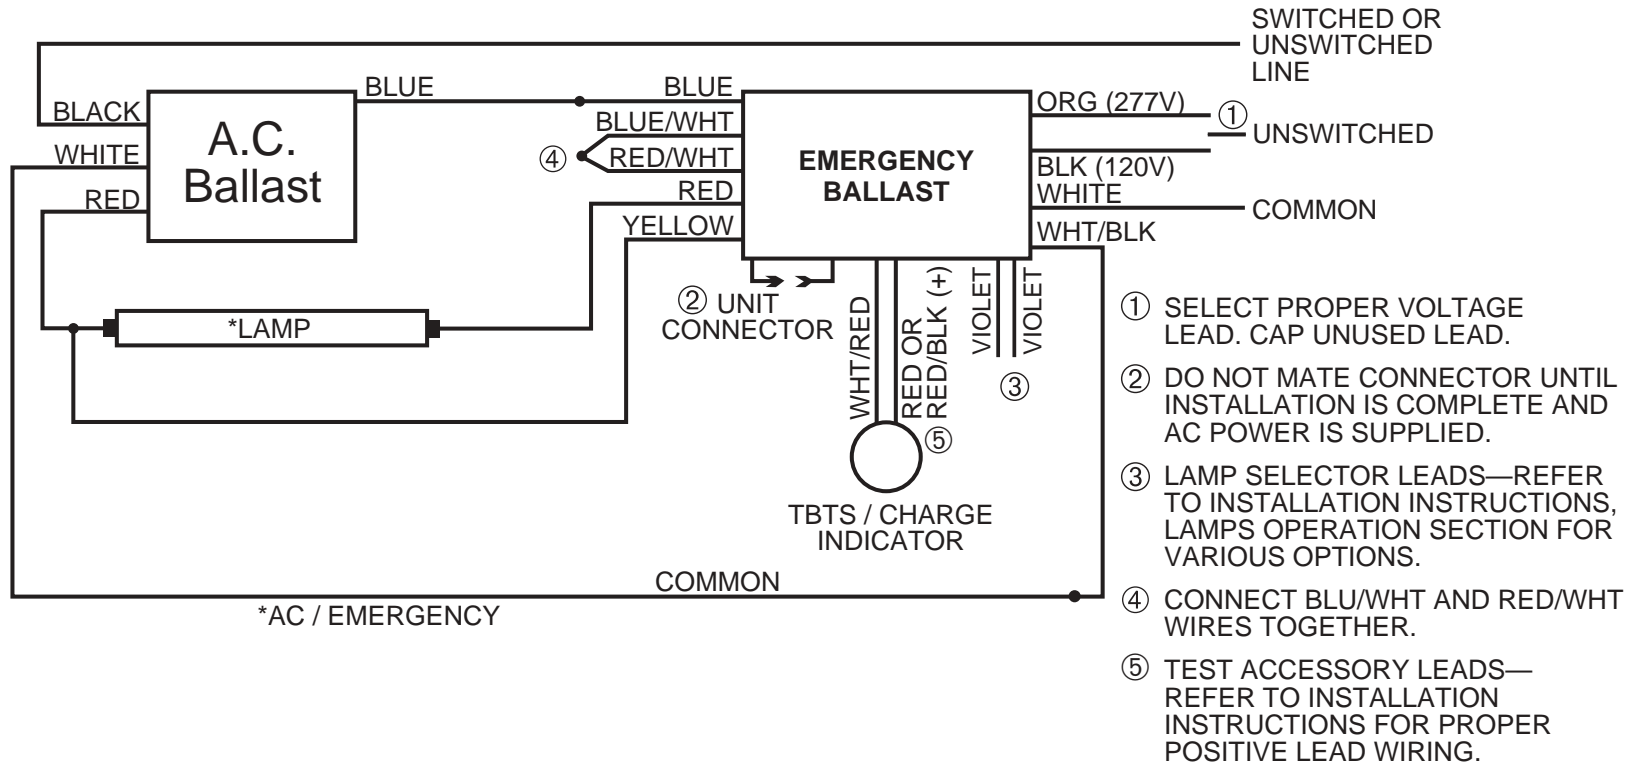 SWITCHED OR
UNSWITCHED
LINE
BLUE
BLUE
ORG (277V)
①
BLACK
A.C.
Ballast
BLUE/WHT
UNSWITCHED
WHITE
④
RED/WHT
EMERGENCY
BALLAST
BLK (120V)
RED
RED
WHITE
COMMON
YELLOW
WHT/BLK
② UNIT
CONNECTOR
WHT/RED
RED OR
RED/BLK (+)
VIOLET
VIOLET
③
*LAMP
⑤
TBTS / CHARGE
INDICATOR
COMMON
*AC / EMERGENCY
① SELECT PROPER VOLTAGE
LEAD. CAP UNUSED LEAD.
② DO NOT MATE CONNECTOR UNTIL
INSTALLATION IS COMPLETE AND
AC POWER IS SUPPLIED.
③ LAMP SELECTOR LEADS—REFER
TO INSTALLATION INSTRUCTIONS,
LAMPS OPERATION SECTION FOR
VARIOUS OPTIONS.
④ CONNECT BLU/WHT AND RED/WHT
WIRES TOGETHER.
⑤ TEST ACCESSORY LEADS—
REFER TO INSTALLATION
INSTRUCTIONS FOR PROPER
POSITIVE LEAD WIRING.